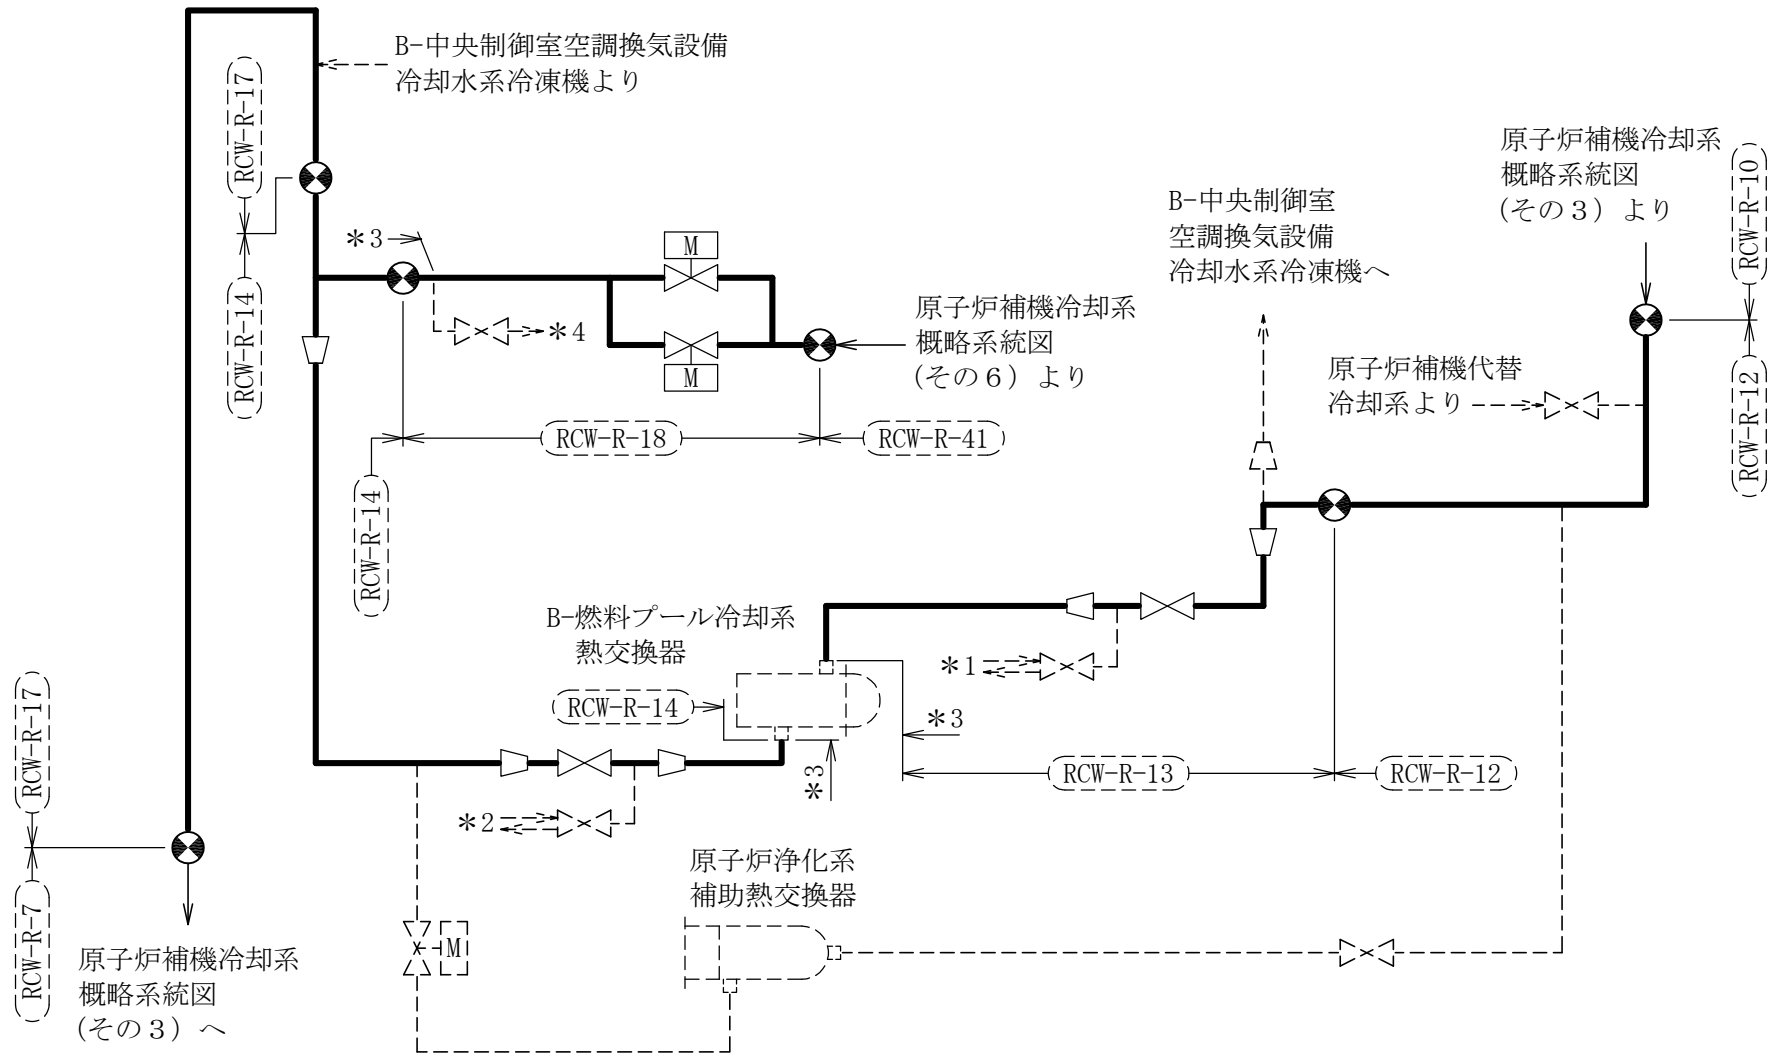 B-中央制御室空調換気設備
冷却水系冷凍機より
RCW-R-17
RCW-R-14
＊3
M
＊4
M
原子炉補機冷却系
概略系統図
(その６）より
RCW-R-18
RCW-R-41
RCW-R-14
B-中央制御室
空調換気設備
冷却水系冷凍機へ
原子炉補機冷却系
概略系統図
(その３）より
RCW-R-10
RCW-R-12
原子炉補機代替
冷却系より
B-燃料プール冷却系
熱交換器
＊1
RCW-R-14
＊3
＊3
RCW-R-13
RCW-R-12
＊2
RCW-R-17
RCW-R-7
原子炉補機冷却系
概略系統図
(その３）へ
M
原子炉浄化系
補助熱交換器